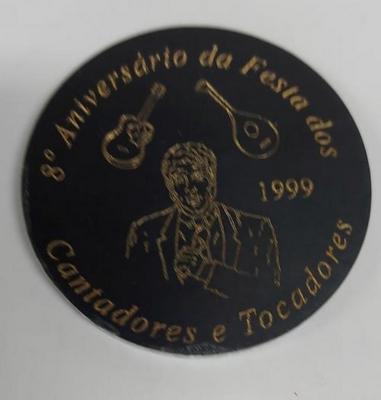 8º Aniversário da Festa dos
1999
Cantadores e Tocadores